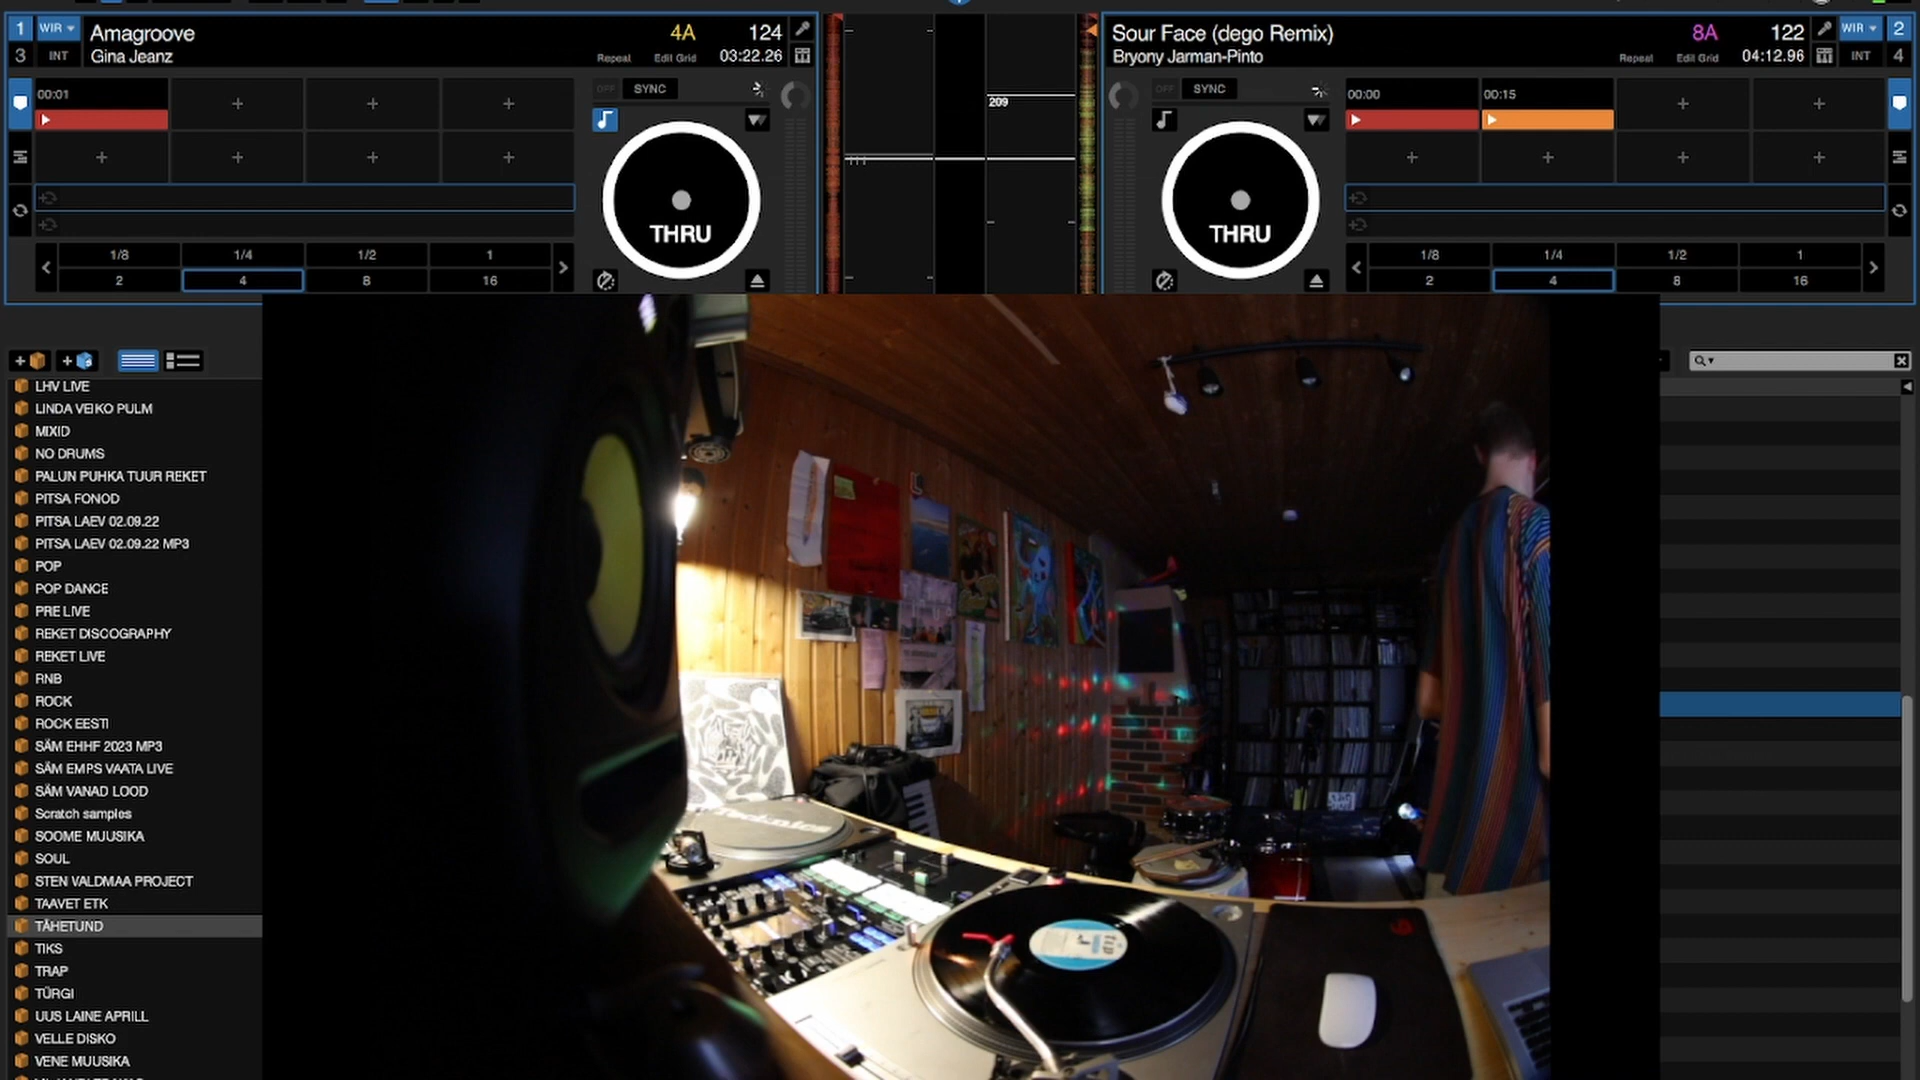 1 WIR Amagroove 4A 124
3 INT Gina Jeanz Repeat Edit Grid 03:22.26
00:01
OFF SYNC
THRU
1/8 1/4 1/2 1
2 4 8 16
209
Sour Face (dego Remix) 8A 122 WIR 2
Bryony Jarman-Pinto Repeat Edit Grid 04:12.96 INT 4
OFF SYNC
00:00 00:15
THRU
1/8 1/4 1/2 1
2 4 8 16
LHV LIVE
LINDA VEIKO PULM
MIXID
NO DRUMS
PALUN PUHKA TUUR REKET
PITSA FONOD
PITSA LAEV 02.09.22
PITSA LAEV 02.09.22 MP3
POP
POP DANCE
PRE LIVE
REKET DISCOGRAPHY
REKET LIVE
RNB
ROCK
ROCK EESTI
SÄM EHHF 2023 MP3
SÄM EMPS VAATA LIVE
SÄM VANAD LOOD
Scratch samples
SOOME MUUSIKA
SOUL
STEN VALDMAA PROJECT
TAAVET ETK
TÄHETUND
TIKS
TRAP
TÜRGI
UUS LAINE APRILL
VELLE DISKO
VENE MUUSIKA
Technics